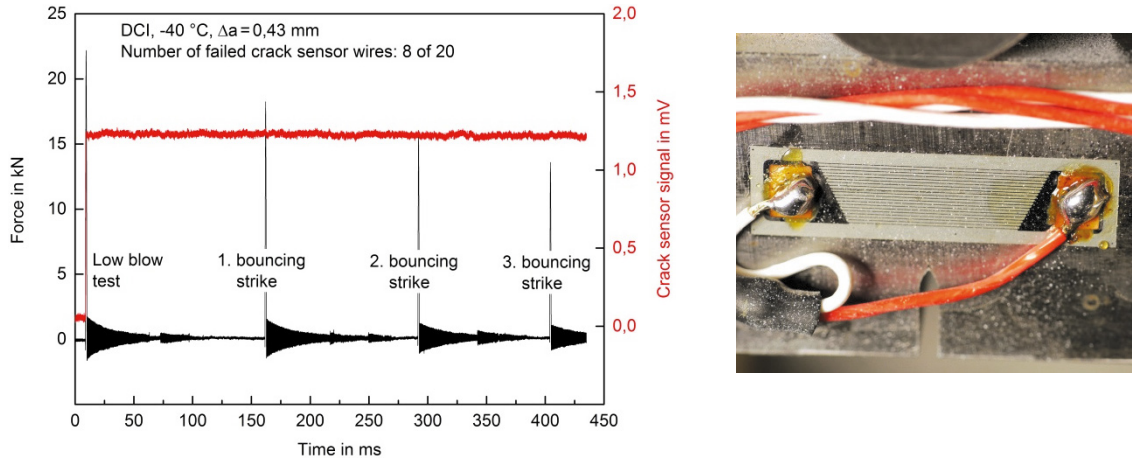 DCI, -40 °C, Δa = 0,43 mm
Number of failed crack sensor wires: 8 of 20
Force in kN
25
20
15
10
5
0
Low blow
test
1. bouncing
strike
2. bouncing
strike
3. bouncing
strike
2,0
1,5
1,0
0,5
0,0
Crack sensor signal in mV
0 50 100 150 200 250 300 350 400 450
Time in ms